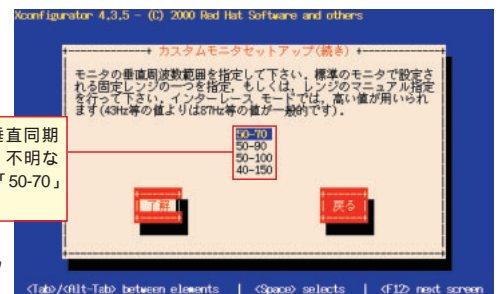 Xconfigurator 4.3.5 - (C) 2000 Red Hat Software and others
カスタムモニタセットアップ(続き)
モニタの垂直周波数範囲を指定して下さい、標準のモニタで設定さ
れる固定レンジの一つを指定、もしくは、レンジのマニュアル指定
を行って下さい、インターレース モードでは、高い値が用いられ
ます(43Hz等の値よりは87Hz等の値が一般的です).
50-70
50-90
50-100
40-150
垂直同期
不明な
「50-70」
了解
戻る
<Tab>/<Alt-Tab> between elements | <Space> selects | <F12> next screen